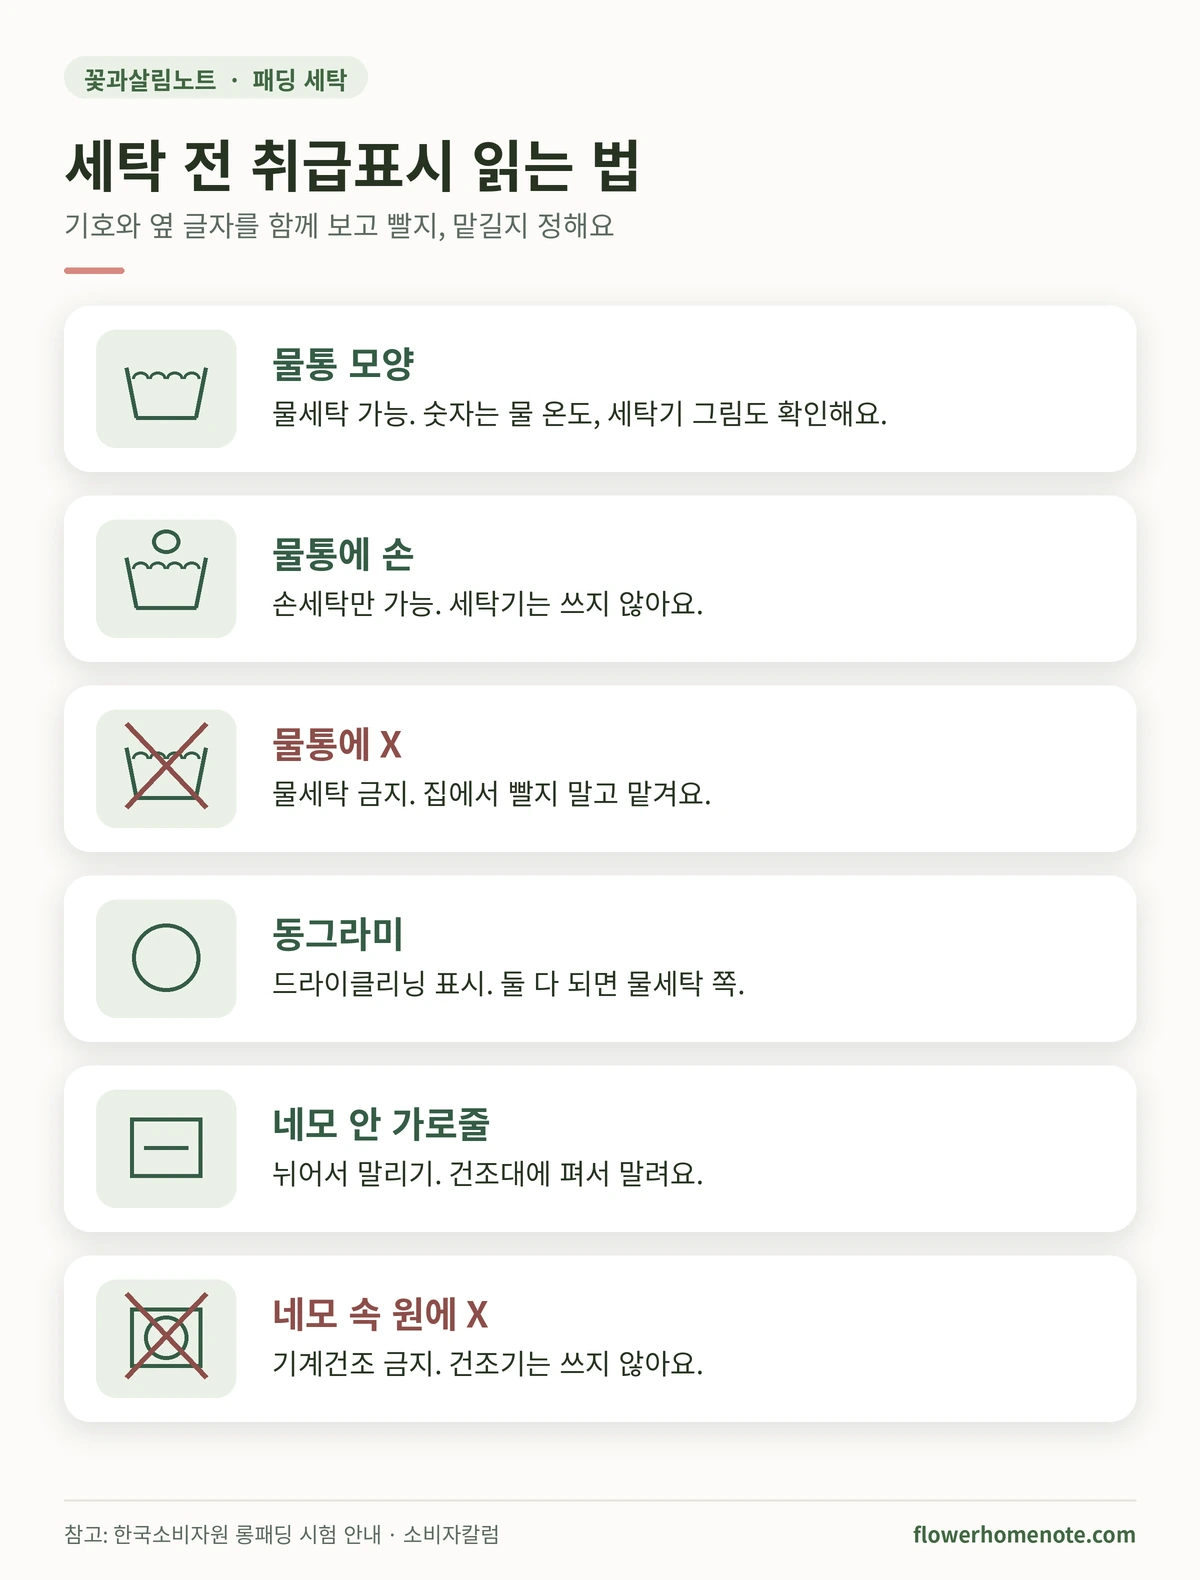 꽃과살림노트 · 패딩 세탁
세탁 전 취급표시 읽는 법
기호와 옆 글자를 함께 보고 빨지, 맡길지 정해요
물통 모양
물세탁 가능. 숫자는 물 온도, 세탁기 그림도 확인해요.
물통에 손
손세탁만 가능. 세탁기는 쓰지 않아요.
물통에 X
물세탁 금지. 집에서 빨지 말고 맡겨요.
동그라미
드라이클리닝 표시. 둘 다 되면 물세탁 쪽.
네모 안 가로줄
뉘어서 말리기. 건조대에 펴서 말려요.
네모 속 원에 X
기계건조 금지. 건조기는 쓰지 않아요.
참고: 한국소비자원 롱패딩 시험 안내 · 소비자칼럼
flowerhomenote.com